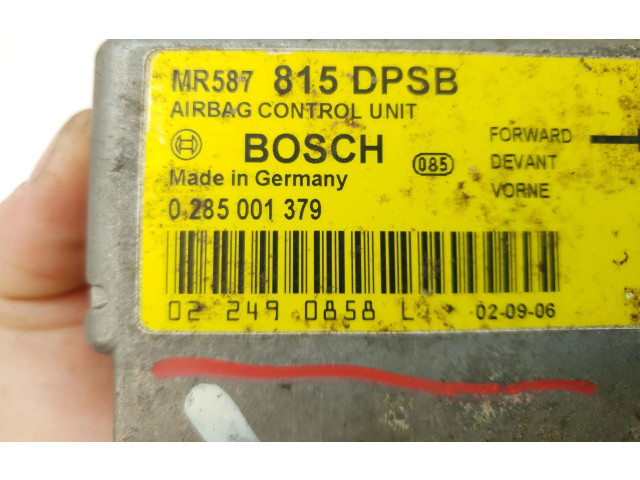 MR587 815 DPSB
AIRBAG CONTROL UNIT
BOSCH
085
Made in Germany
0 285 001 379
FORWARD
DEVANT
VORNE
02 249 0858 L
02-09-06